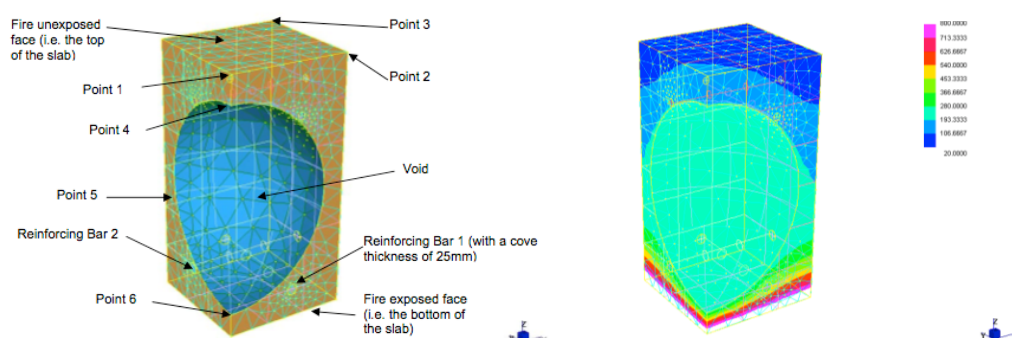 Fire unexposed
face (i.e. the top
of the slab)
Point 3
Point 2
Point 1
Point 4
Void
Point 5
Reinforcing Bar 2
Reinforcing Bar 1 (with a cove
thickness of 25mm)
Point 6
Fire exposed face
(i.e. the bottom of
the slab)
Z
800.0000
713.3333
626.6667
540.0000
453.3333
366.6667
280.0000
193.3333
106.6667
20.0000
Z